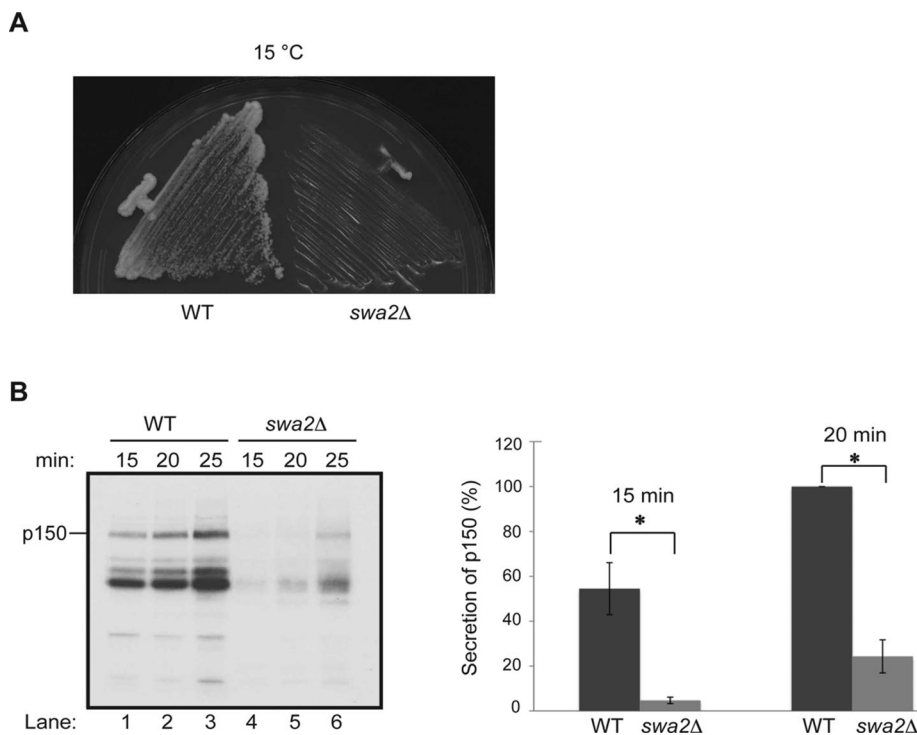 A
15 °C
WT swa2Δ
B
WT swa2Δ
min: 15 20 25 15 20 25
p150
Lane: 1 2 3 4 5 6
Secretion of p150 (%)
120
100
80
60
40
20
0
15 min
*
20 min
*
WT swa2Δ WT swa2Δ